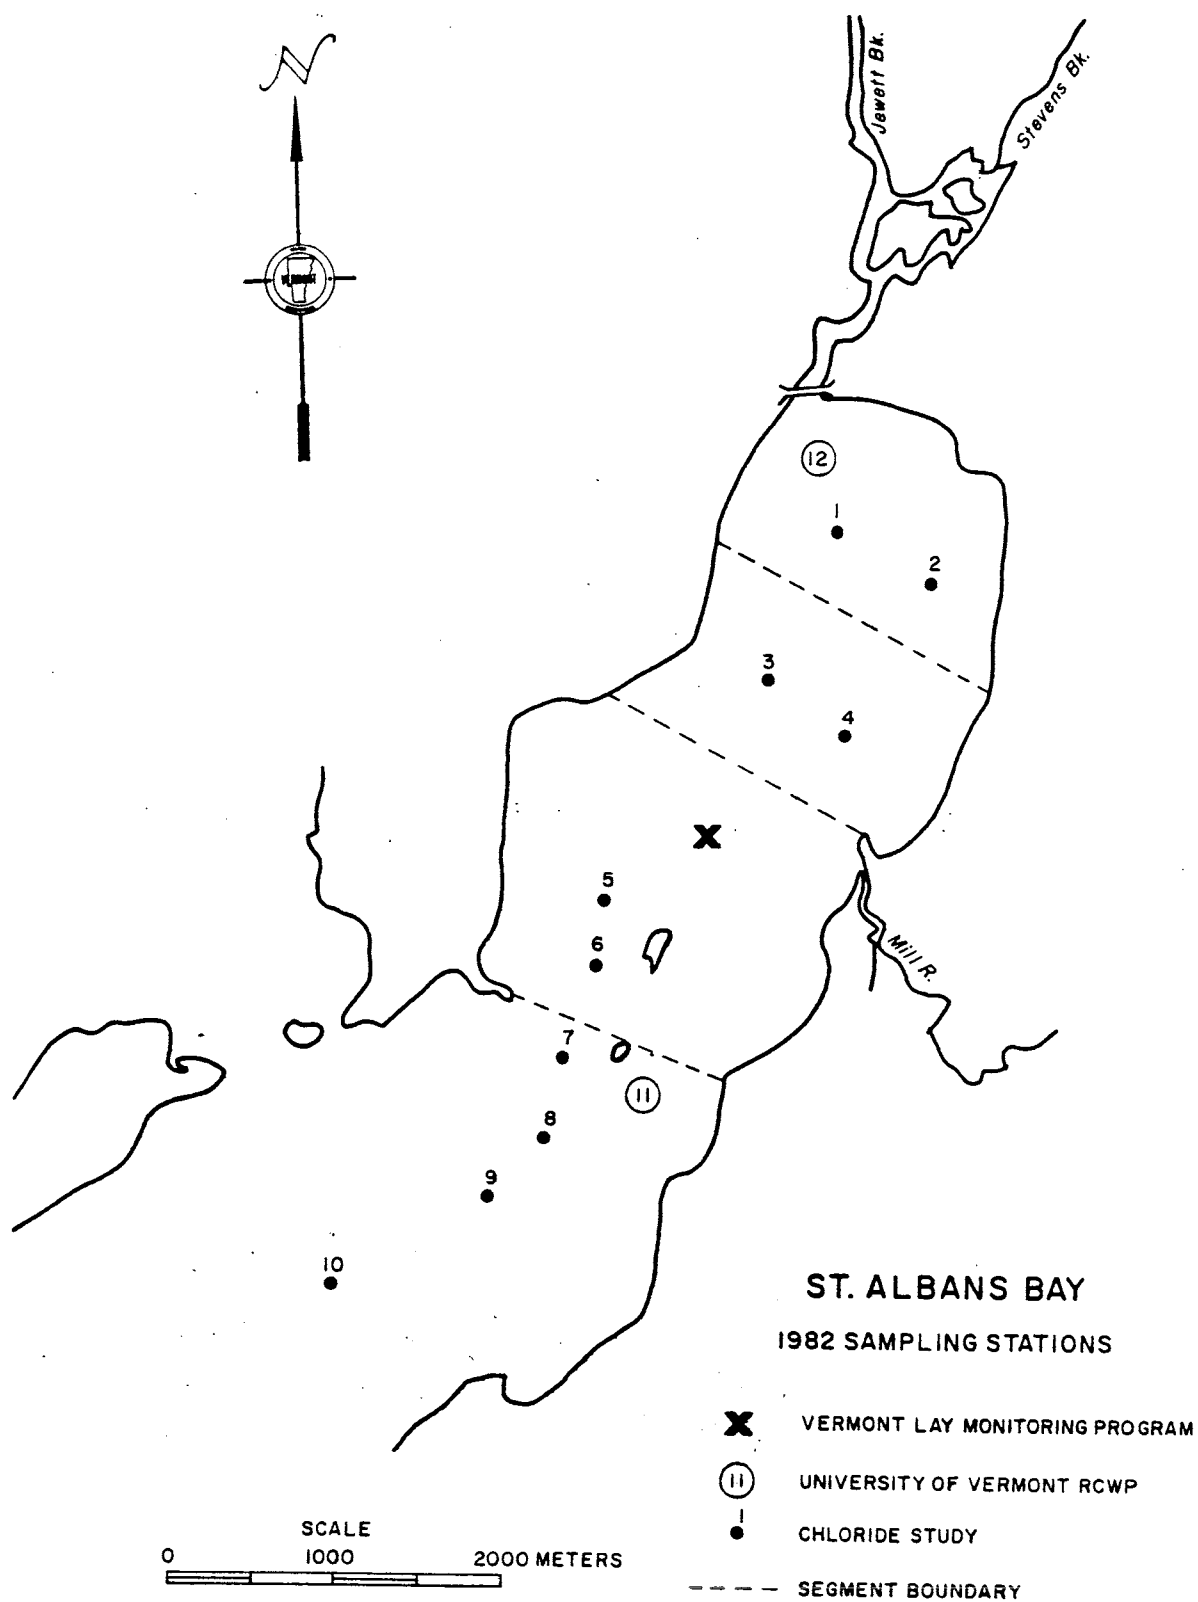 N
Jewett Bk.
Stevens Bk.
VERMONT
12
1
2
3
4
5
6
Mill R.
7
11
8
9
10
ST. ALBANS BAY
1982 SAMPLING STATIONS
X VERMONT LAY MONITORING PROGRAM
11 UNIVERSITY OF VERMONT RCWP
1 CHLORIDE STUDY
SEGMENT BOUNDARY
SCALE
0 1000 2000 METERS